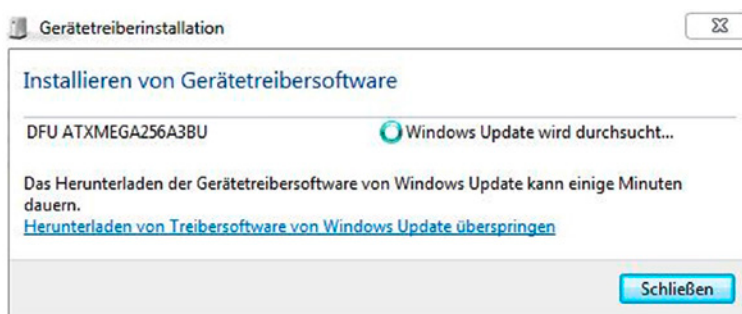 Gerätetreiberinstallation
Installieren von Gerätetreibersoftware
DFU ATXMEGA256A3BU Windows Update wird durchsucht...
Das Herunterladen der Gerätetreibersoftware von Windows Update kann einige Minuten
dauern.
Herunterladen von Treibersoftware von Windows Update überspringen
Schließen